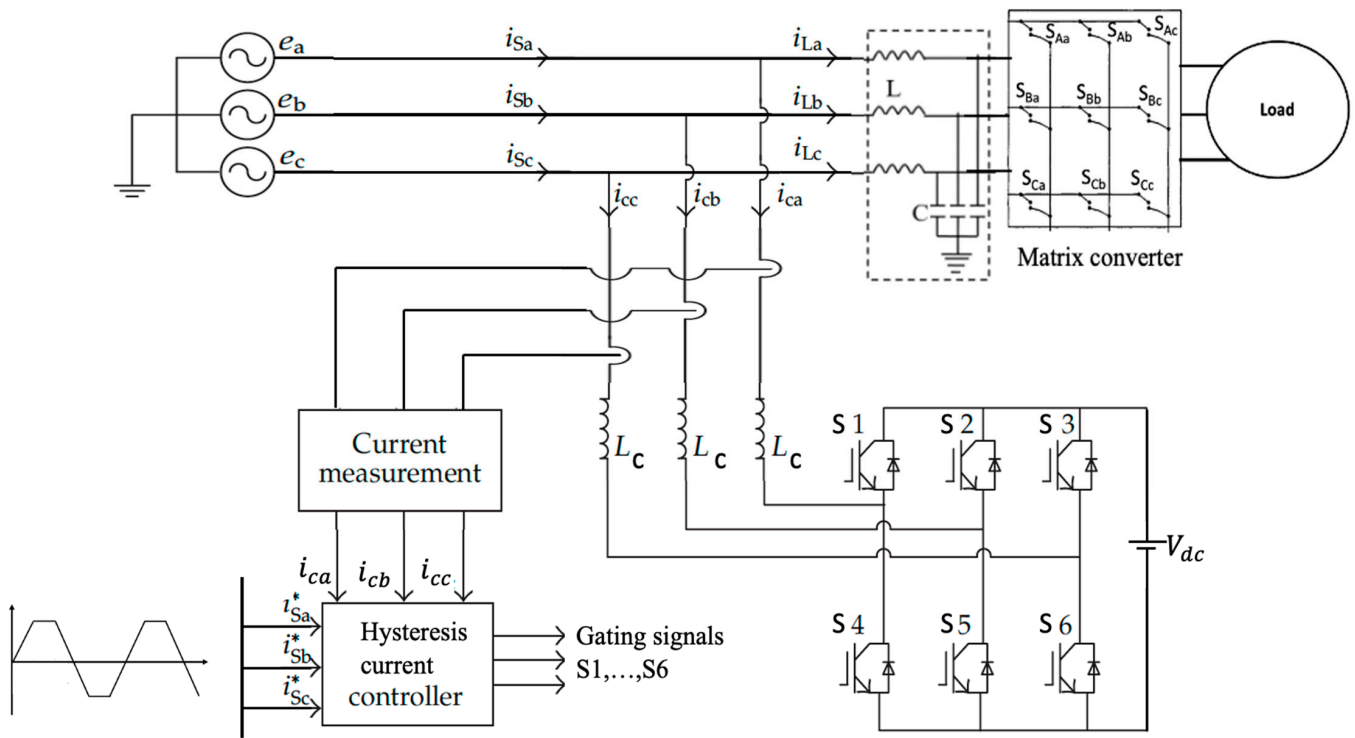 e_a
i_Sa
i_La
e_b
i_Sb
i_Lb
e_c
i_Sc
i_Lc
L
C
S_Aa
S_Ab
S_Ac
S_Ba
S_Bb
S_Bc
S_Ca
S_Cb
S_Cc
Load
Matrix converter
i_cc
i_cb
i_ca
Current
measurement
L_C
L_C
L_C
S 1
S 2
S 3
V_dc
i_ca
i_cb
i_cc
i*_Sa
i*_Sb
i*_Sc
Hysteresis
current
controller
Gating signals
S1,...,S6
S 4
S 5
S 6